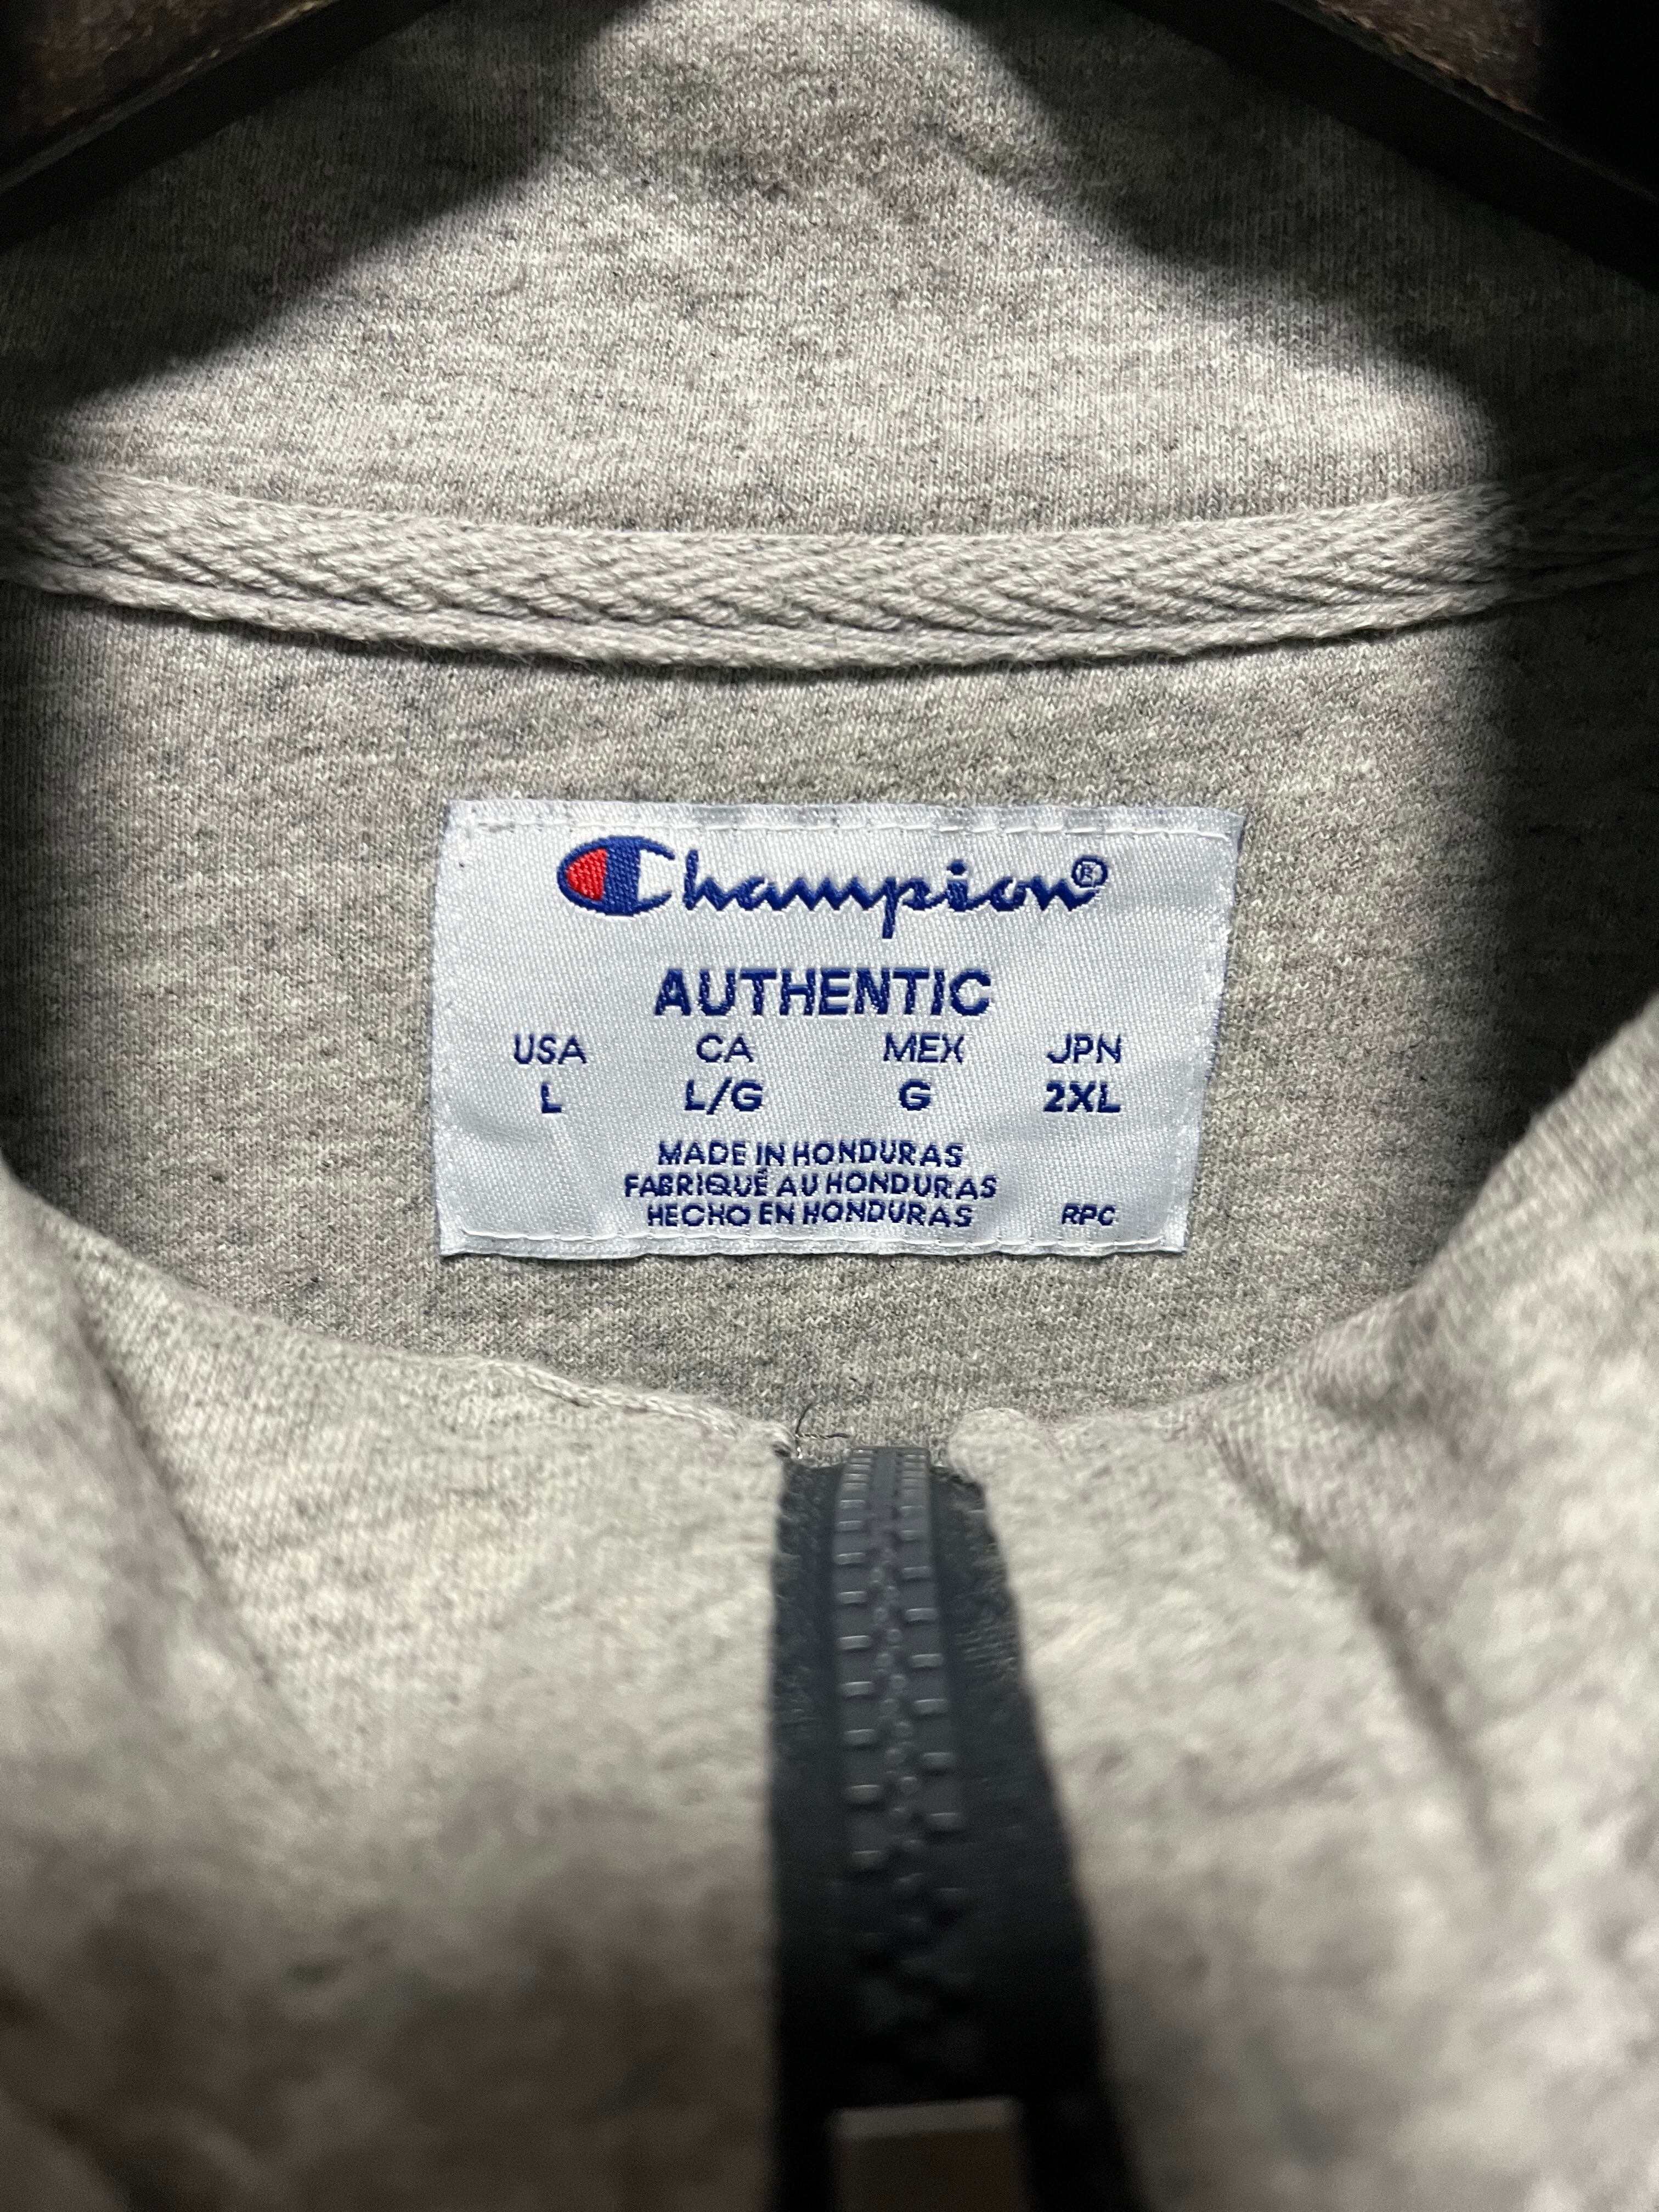 Champion®
AUTHENTIC
USA CA MEX JPN
L L/G G 2XL
MADE IN HONDURAS
FABRIQUÉ AU HONDURAS
HECHO EN HONDURAS RPC